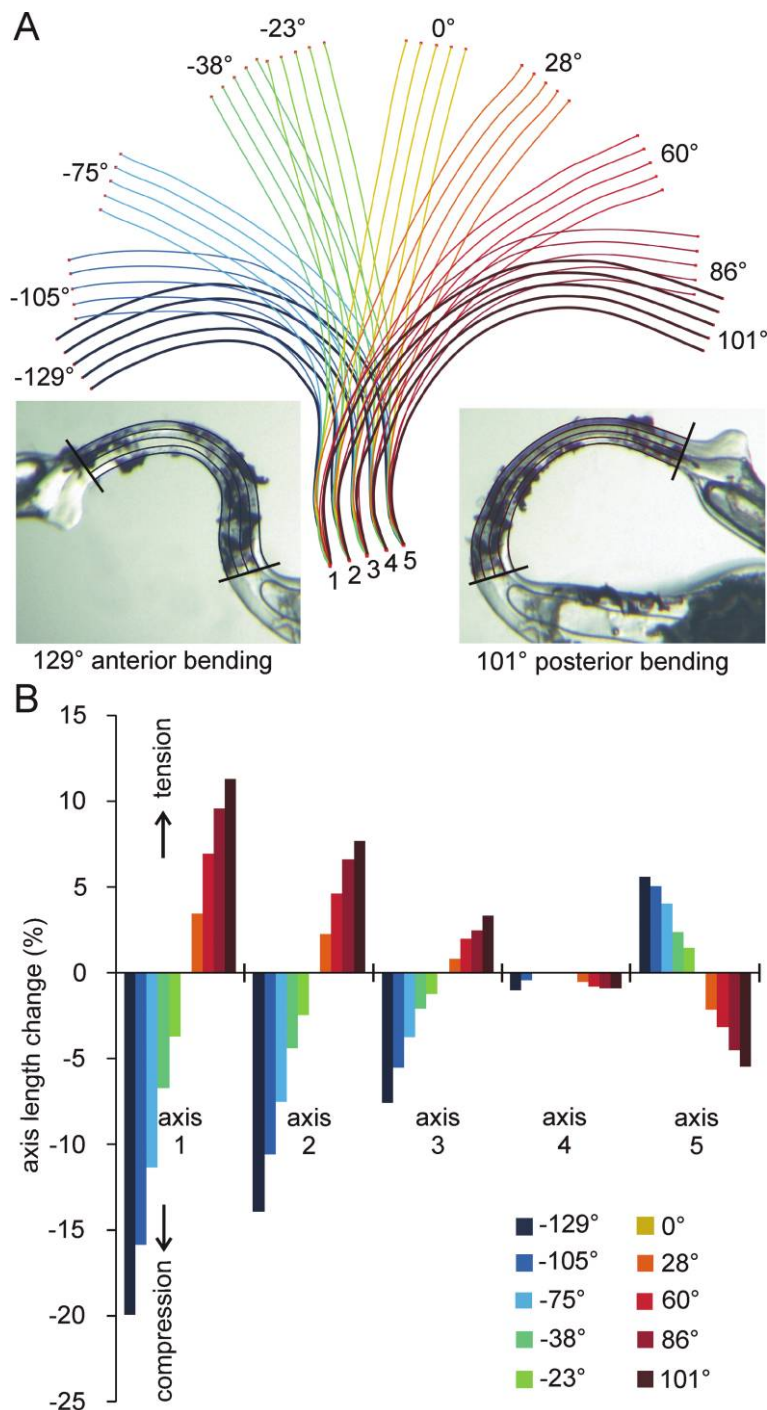 A
-23°
0°
-38°
28°
-75°
60°
-105°
86°
-129°
101°
1 2 3 4 5
129° anterior bending
101° posterior bending
B
axis length change (%)
15
10
5
0
-5
-10
-15
-20
-25
tension
compression
axis 1
axis 2
axis 3
axis 4
axis 5
-129°
-105°
-75°
-38°
-23°
0°
28°
60°
86°
101°